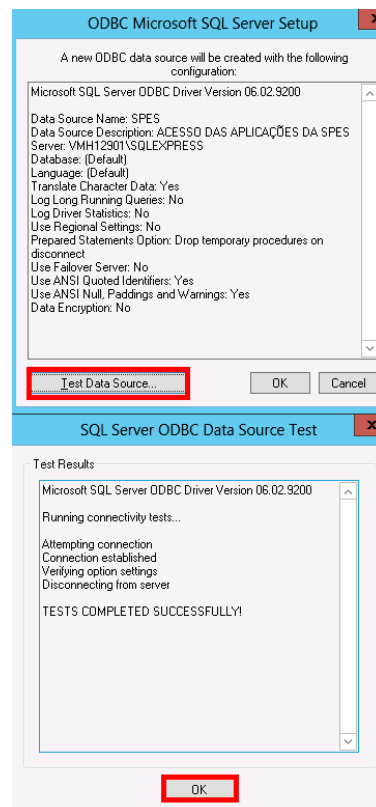 ODBC Microsoft SQL Server Setup
x
A new ODBC data source will be created with the following
configuration:
Microsoft SQL Server ODBC Driver Version 06.02.9200
Data Source Name: SPES
Data Source Description: ACESSO DAS APLICAÇÕES DA SPES
Server: VMH12901\SQLEXPRESS
Database: (Default)
Language: (Default)
Translate Character Data: Yes
Log Long Running Queries: No
Log Driver Statistics: No
Use Regional Settings: No
Prepared Statements Option: Drop temporary procedures on
disconnect
Use Failover Server: No
Use ANSI Quoted Identifiers: Yes
Use ANSI Null, Paddings and Warnings: Yes
Data Encryption: No
Test Data Source... OK Cancel
SQL Server ODBC Data Source Test
x
Test Results
Microsoft SQL Server ODBC Driver Version 06.02.9200
Running connectivity tests...
Attempting connection
Connection established
Verifying option settings
Disconnecting from server
TESTS COMPLETED SUCCESSFULLY!
OK